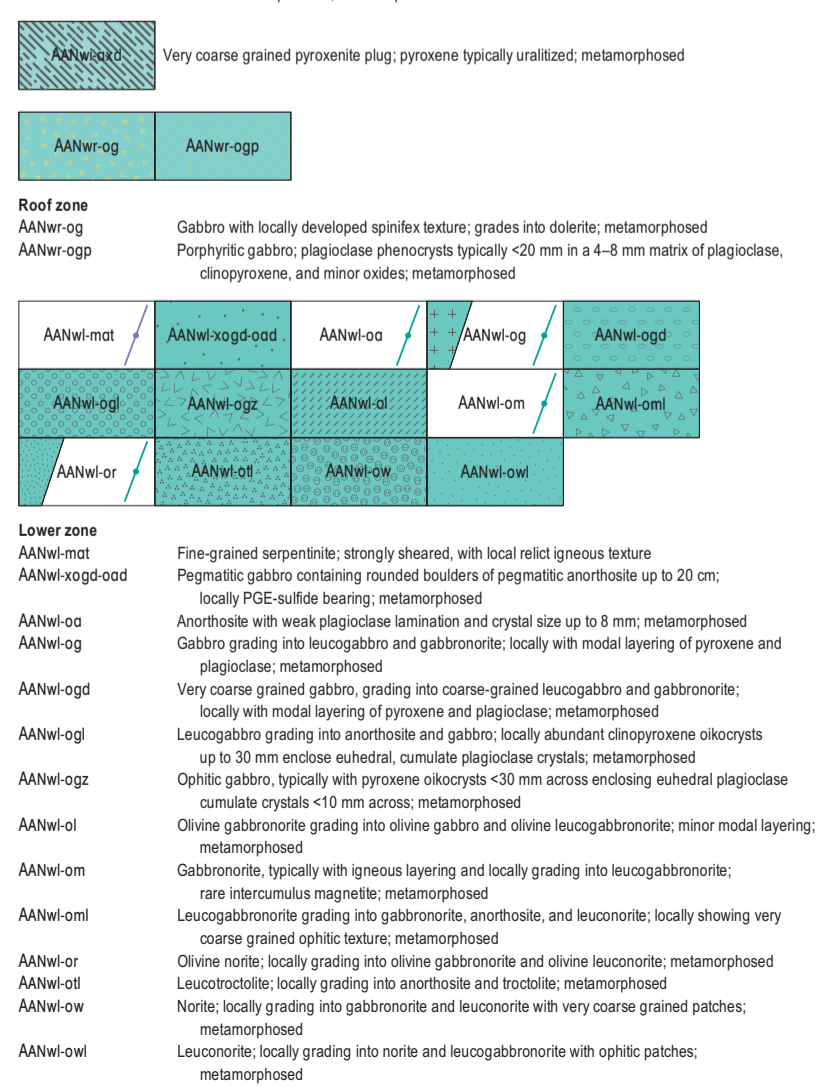 AANwl-axd Very coarse grained pyroxenite plug; pyroxene typically uralitized; metamorphosed
AANwr-og AANwr-ogp
Roof zone
AANwr-og Gabbro with locally developed spinifex texture; grades into dolerite; metamorphosed
AANwr-ogp Porphyritic gabbro; plagioclase phenocrysts typically <20 mm in a 4–8 mm matrix of plagioclase,
clinopyroxene, and minor oxides; metamorphosed
AANwl-mat AANwl-xogd-oad AANwl-oa AANwl-og AANwl-ogd
AANwl-ogl AANwl-ogz AANwl-ol AANwl-om AANwl-oml
AANwl-or AANwl-otl AANwl-ow AANwl-owl
Lower zone
AANwl-mat Fine-grained serpentinite; strongly sheared, with local relict igneous texture
AANwl-xogd-oad Pegmatitic gabbro containing rounded boulders of pegmatitic anorthosite up to 20 cm;
locally PGE-sulfide bearing; metamorphosed
AANwl-oa Anorthosite with weak plagioclase lamination and crystal size up to 8 mm; metamorphosed
AANwl-og Gabbro grading into leucogabbro and gabbronorite; locally with modal layering of pyroxene and
plagioclase; metamorphosed
AANwl-ogd Very coarse grained gabbro, grading into coarse-grained leucogabbro and gabbronorite;
locally with modal layering of pyroxene and plagioclase; metamorphosed
AANwl-ogl Leucogabbro grading into anorthosite and gabbro; locally abundant clinopyroxene oikocrysts
up to 30 mm enclose euhedral, cumulate plagioclase crystals; metamorphosed
AANwl-ogz Ophitic gabbro, typically with pyroxene oikocrysts <30 mm across enclosing euhedral plagioclase
cumulate crystals <10 mm across; metamorphosed
AANwl-ol Olivine gabbronorite grading into olivine gabbro and olivine leucogabbronorite; minor modal layering;
metamorphosed
AANwl-om Gabbronorite, typically with igneous layering and locally grading into leucogabbronorite;
rare intercumulus magnetite; metamorphosed
AANwl-oml Leucogabbronorite grading into gabbronorite, anorthosite, and leuconorite; locally showing very
coarse grained ophitic texture; metamorphosed
AANwl-or Olivine norite; locally grading into olivine gabbronorite and olivine leuconorite; metamorphosed
AANwl-otl Leucotroctolite; locally grading into anorthosite and troctolite; metamorphosed
AANwl-ow Norite; locally grading into gabbronorite and leuconorite with very coarse grained patches;
metamorphosed
AANwl-owl Leuconorite; locally grading into norite and leucogabbronorite with ophitic patches;
metamorphosed